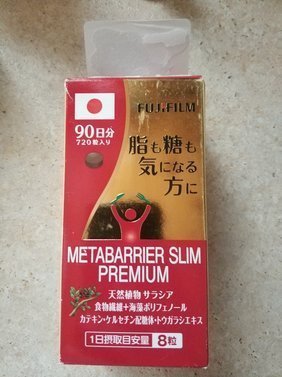 FUJIFILM
90日分
720粒入り
脂も糖も
気になる
方に
METABARRIER SLIM
PREMIUM
天然植物 サラシア
食物繊維+海藻ポリフェノール
カテキン・ケルセチン配糖体・トウガラシエキス
1日摂取目安量 8粒